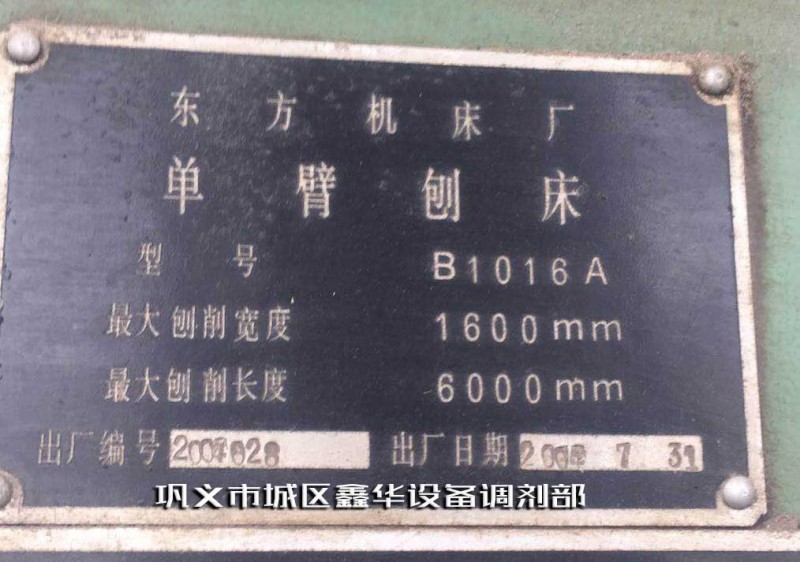 东方机床厂
单臂刨床
型号 B1016A
最大刨削宽度 1600mm
最大刨削长度 6000mm
出厂编号
出厂日期 7 31
巩义市城区鑫华设备调剂部